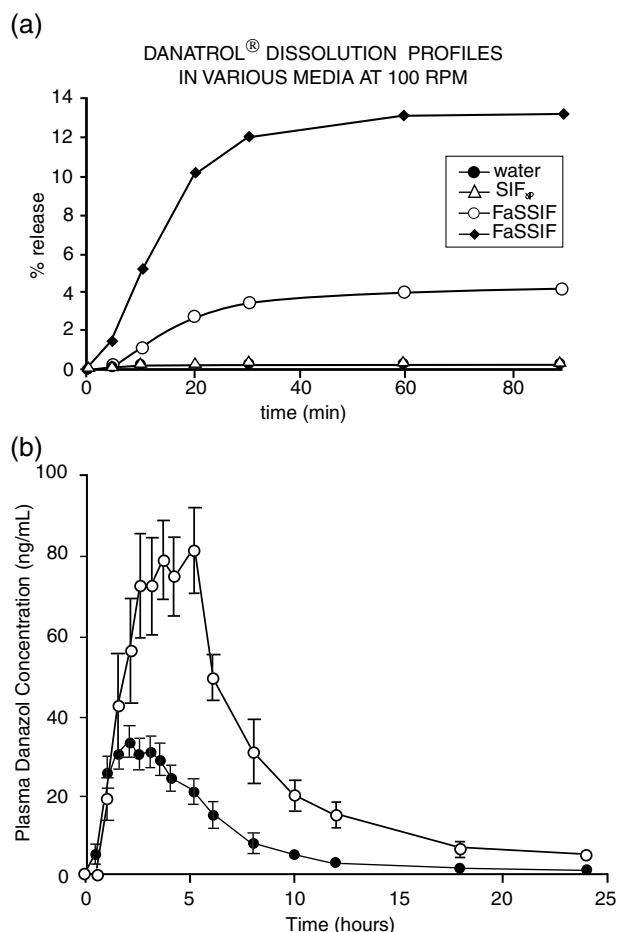 (a)
DANATROL® DISSOLUTION PROFILES
IN VARIOUS MEDIA AT 100 RPM
14
12
10
8
6
4
2
0
% release
0
20
40
60
80
time (min)
water
SIF
FaSSIF
FaSSIF
(b)
100
80
60
40
20
0
Plasma Danazol Concentration (ng/mL)
0
5
10
15
20
25
Time (hours)